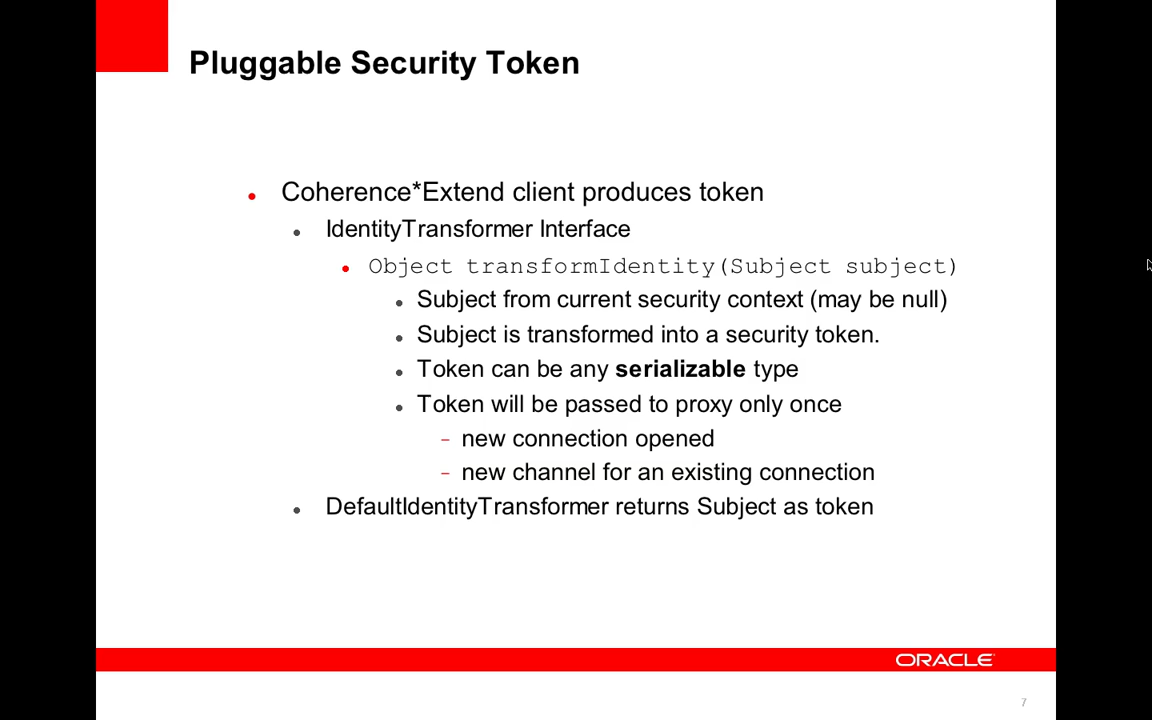 Pluggable Security Token
Coherence*Extend client produces token
IdentityTransformer Interface
Object transformIdentity(Subject subject)
Subject from current security context (may be null)
Subject is transformed into a security token.
Token can be any serializable type
Token will be passed to proxy only once
new connection opened
new channel for an existing connection
DefaultIdentityTransformer returns Subject as token
ORACLE
7